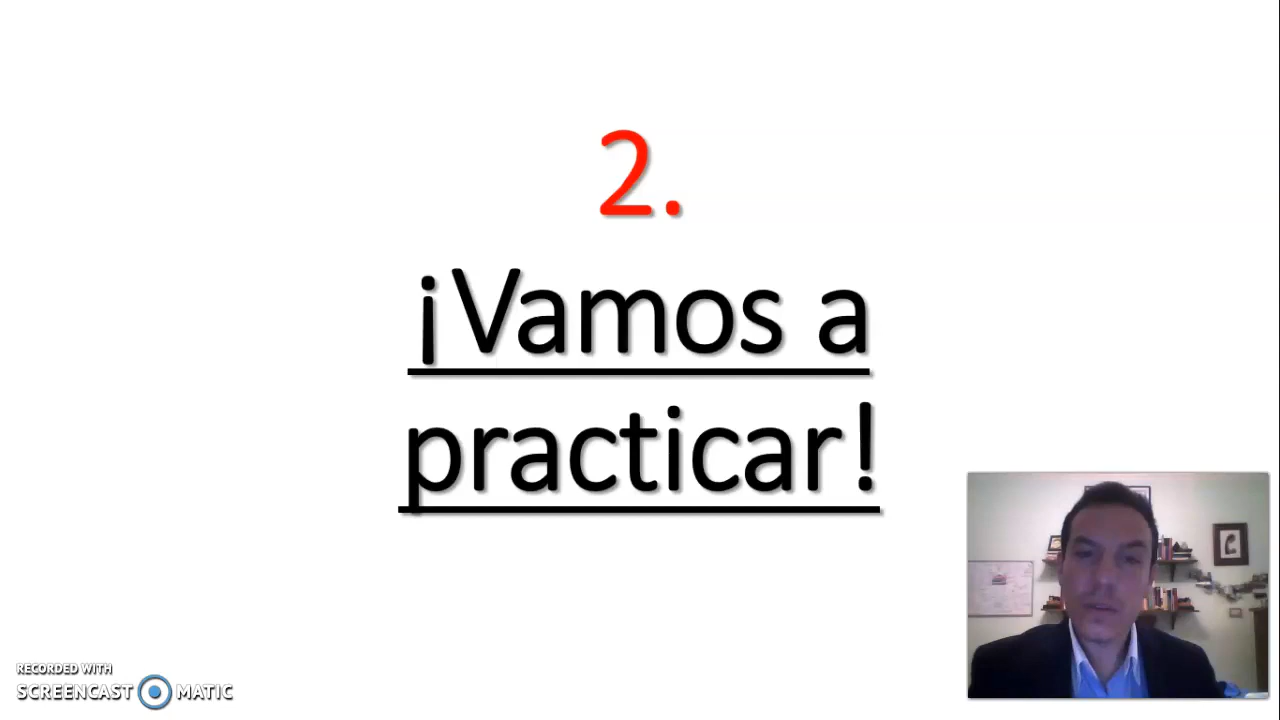 2.
¡Vamos a
practicar!
RECORDED WITH
SCREENCAST MATIC